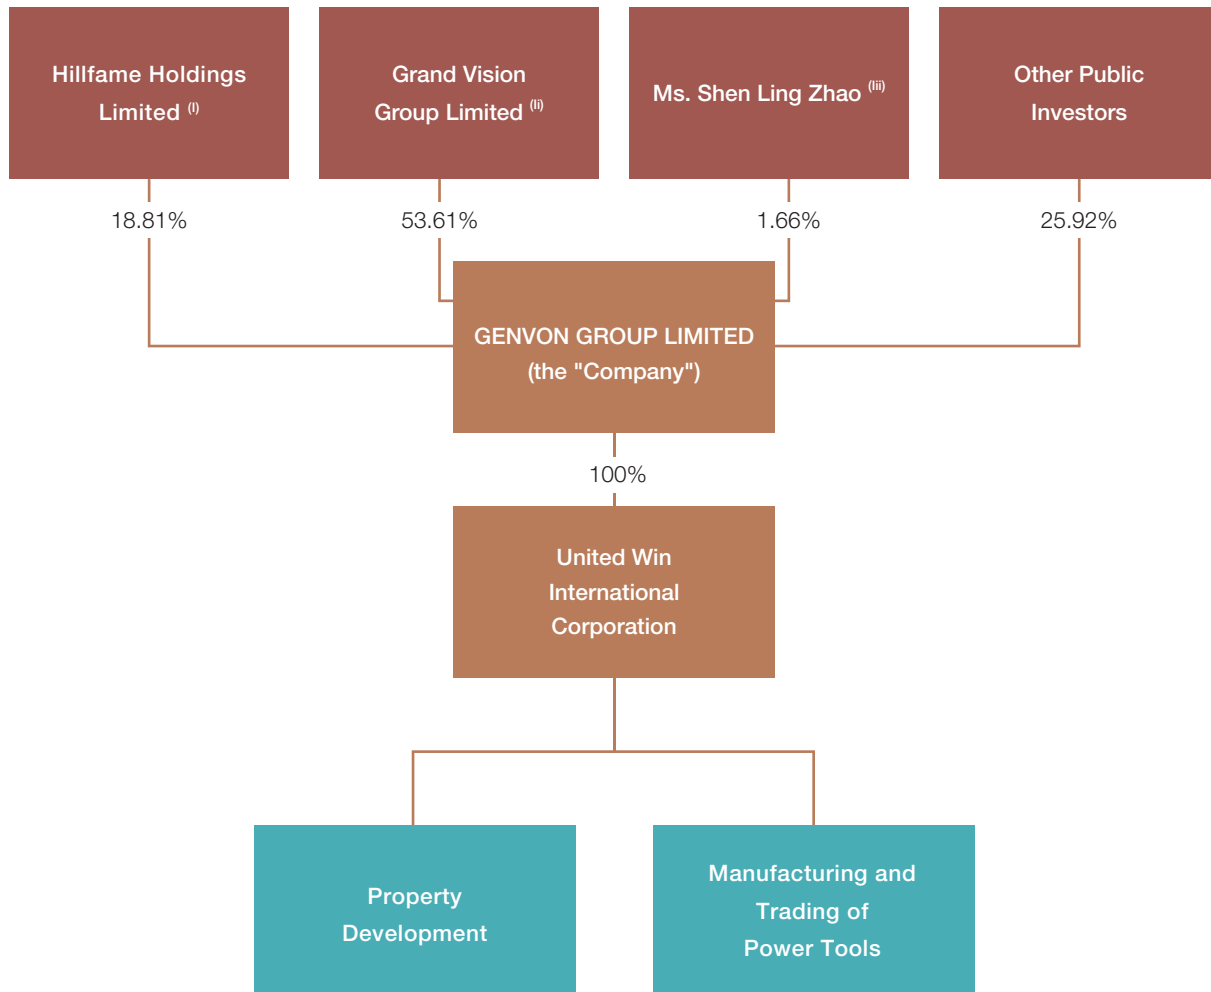 Hillfame Holdings
Limited (I)
Grand Vision
Group Limited (Ii)
Ms. Shen Ling Zhao (Iii)
Other Public
Investors
18.81%
53.61%
1.66%
25.92%
GENVON GROUP LIMITED
(the "Company")
100%
United Win
International
Corporation
Property
Development
Manufacturing and
Trading of
Power Tools